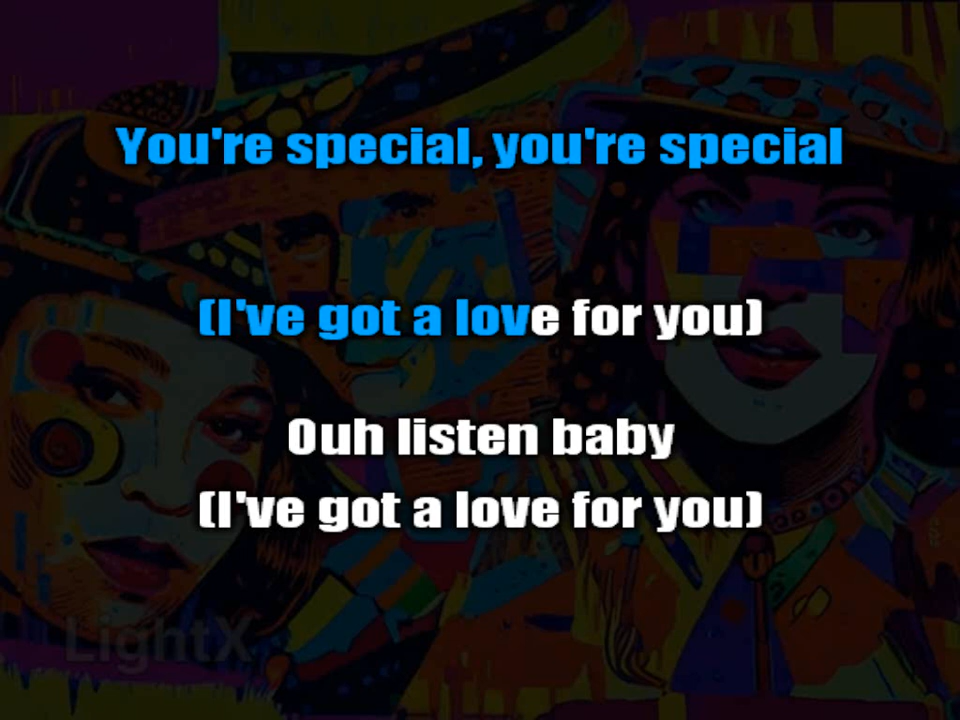 You're special, you're special
(I've got a love for you)
Ouh listen baby
(I've got a love for you)
LightX